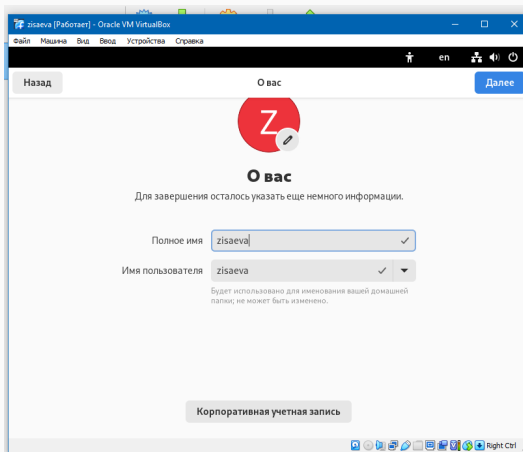 zisaeva [Работает] - Oracle VM VirtualBox
Файл Машина Вид Ввод Устройства Справка
en
Назад О вас Далее
Z
О вас
Для завершения осталось указать еще немного информации.
Полное имя zisaeva
Имя пользователя zisaeva
Будет использовано для именования вашей домашней
папки; не может быть изменено.
Корпоративная учетная запись
Right Ctrl